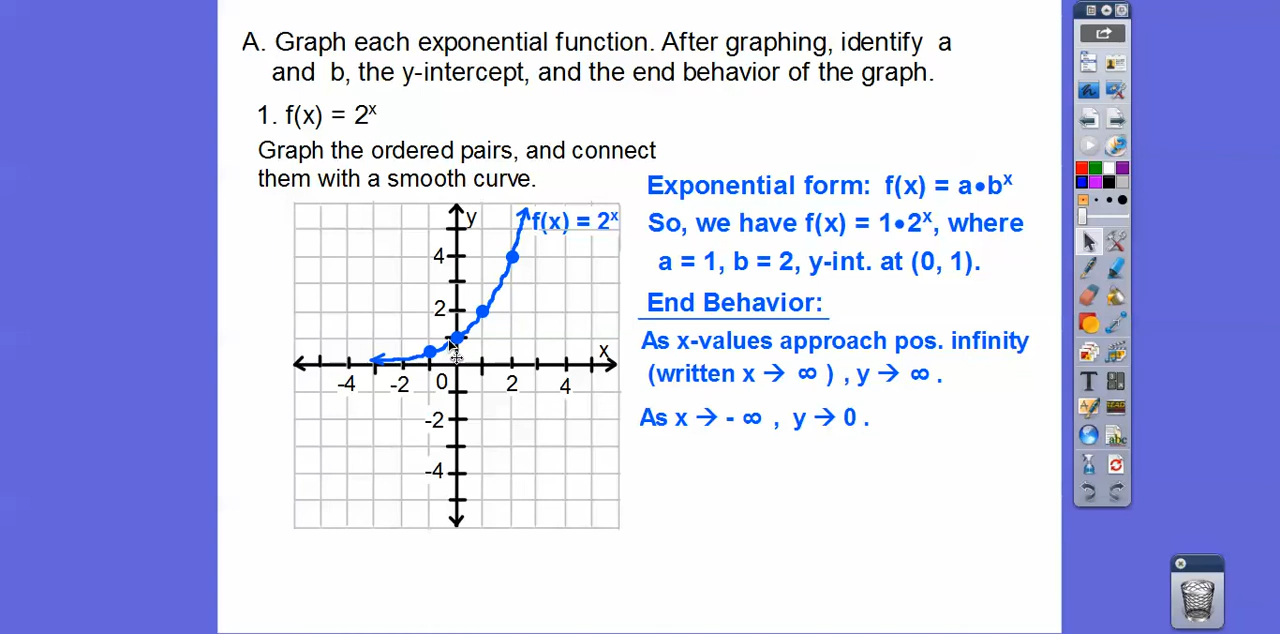 A. Graph each exponential function. After graphing, identify a
and b, the y-intercept, and the end behavior of the graph.
1. f(x) = 2ˣ
Graph the ordered pairs, and connect
them with a smooth curve.
Exponential form: f(x) = a•bˣ
So, we have f(x) = 1•2ˣ, where
a = 1, b = 2, y-int. at (0, 1).
End Behavior:
As x-values approach pos. infinity
(written x → ∞ ) , y → ∞ .
As x → - ∞ , y → 0 .
y
f(x) = 2ˣ
4
2
x
-4 -2 0 2 4
-2
-4